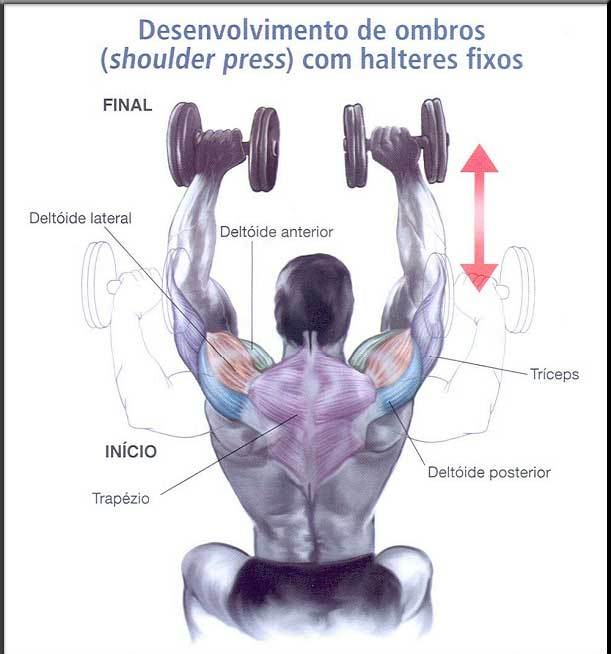 Desenvolvimento de ombros
(shoulder press) com halteres fixos
FINAL
Deltóide lateral
Deltóide anterior
Tríceps
INÍCIO
Deltóide posterior
Trapézio